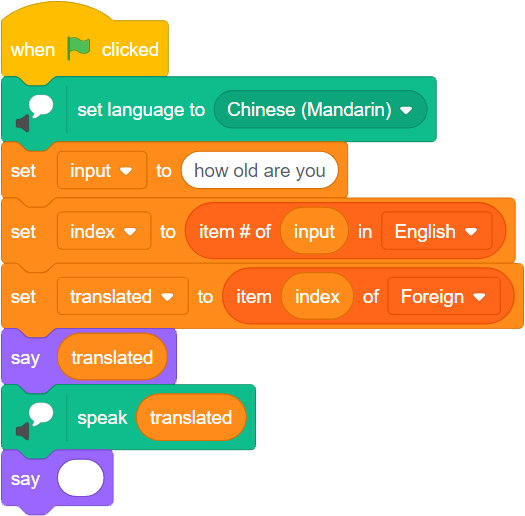 when clicked
set language to Chinese (Mandarin)
set input to how old are you
set index to item # of input in English
set translated to item index of Foreign
say translated
speak translated
say